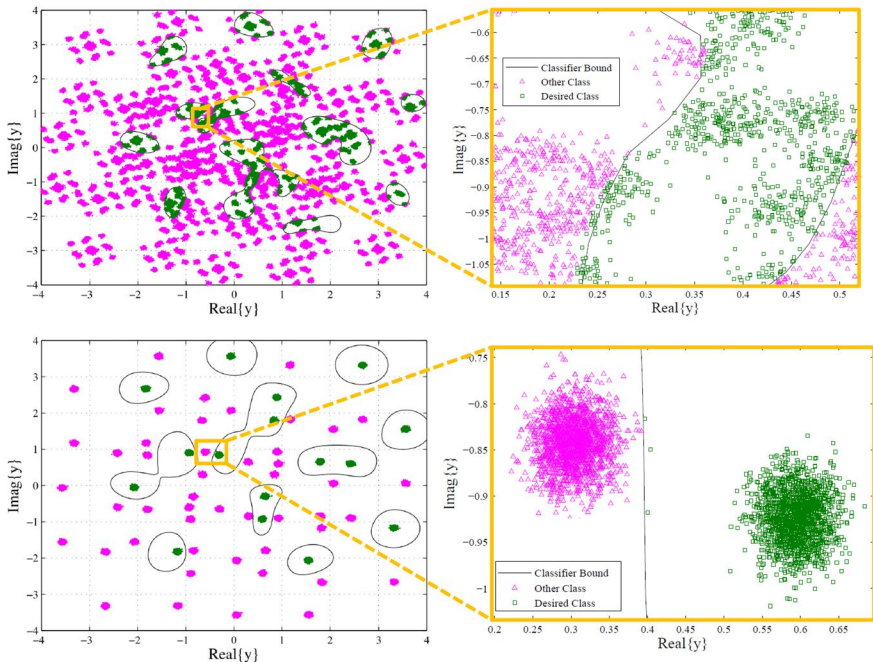 4
3
2
1
0
−1
−2
−3
−4
Imag{y}
−4 −3 −2 −1 0 1 2 3 4
Real{y}
−0.6
−0.65
−0.7
−0.75
−0.8
−0.85
−0.9
−0.95
−1
−1.05
Imag{y}
Classifier Bound
Other Class
Desired Class
0.15 0.2 0.25 0.3 0.35 0.4 0.45 0.5
Real{y}
4
3
2
1
0
−1
−2
−3
−4
Imag{y}
−4 −3 −2 −1 0 1 2 3 4
Real{y}
−0.75
−0.8
−0.85
−0.9
−0.95
−1
Imag{y}
Classifier Bound
Other Class
Desired Class
0.2 0.25 0.3 0.35 0.4 0.45 0.5 0.55 0.6 0.65
Real{y}